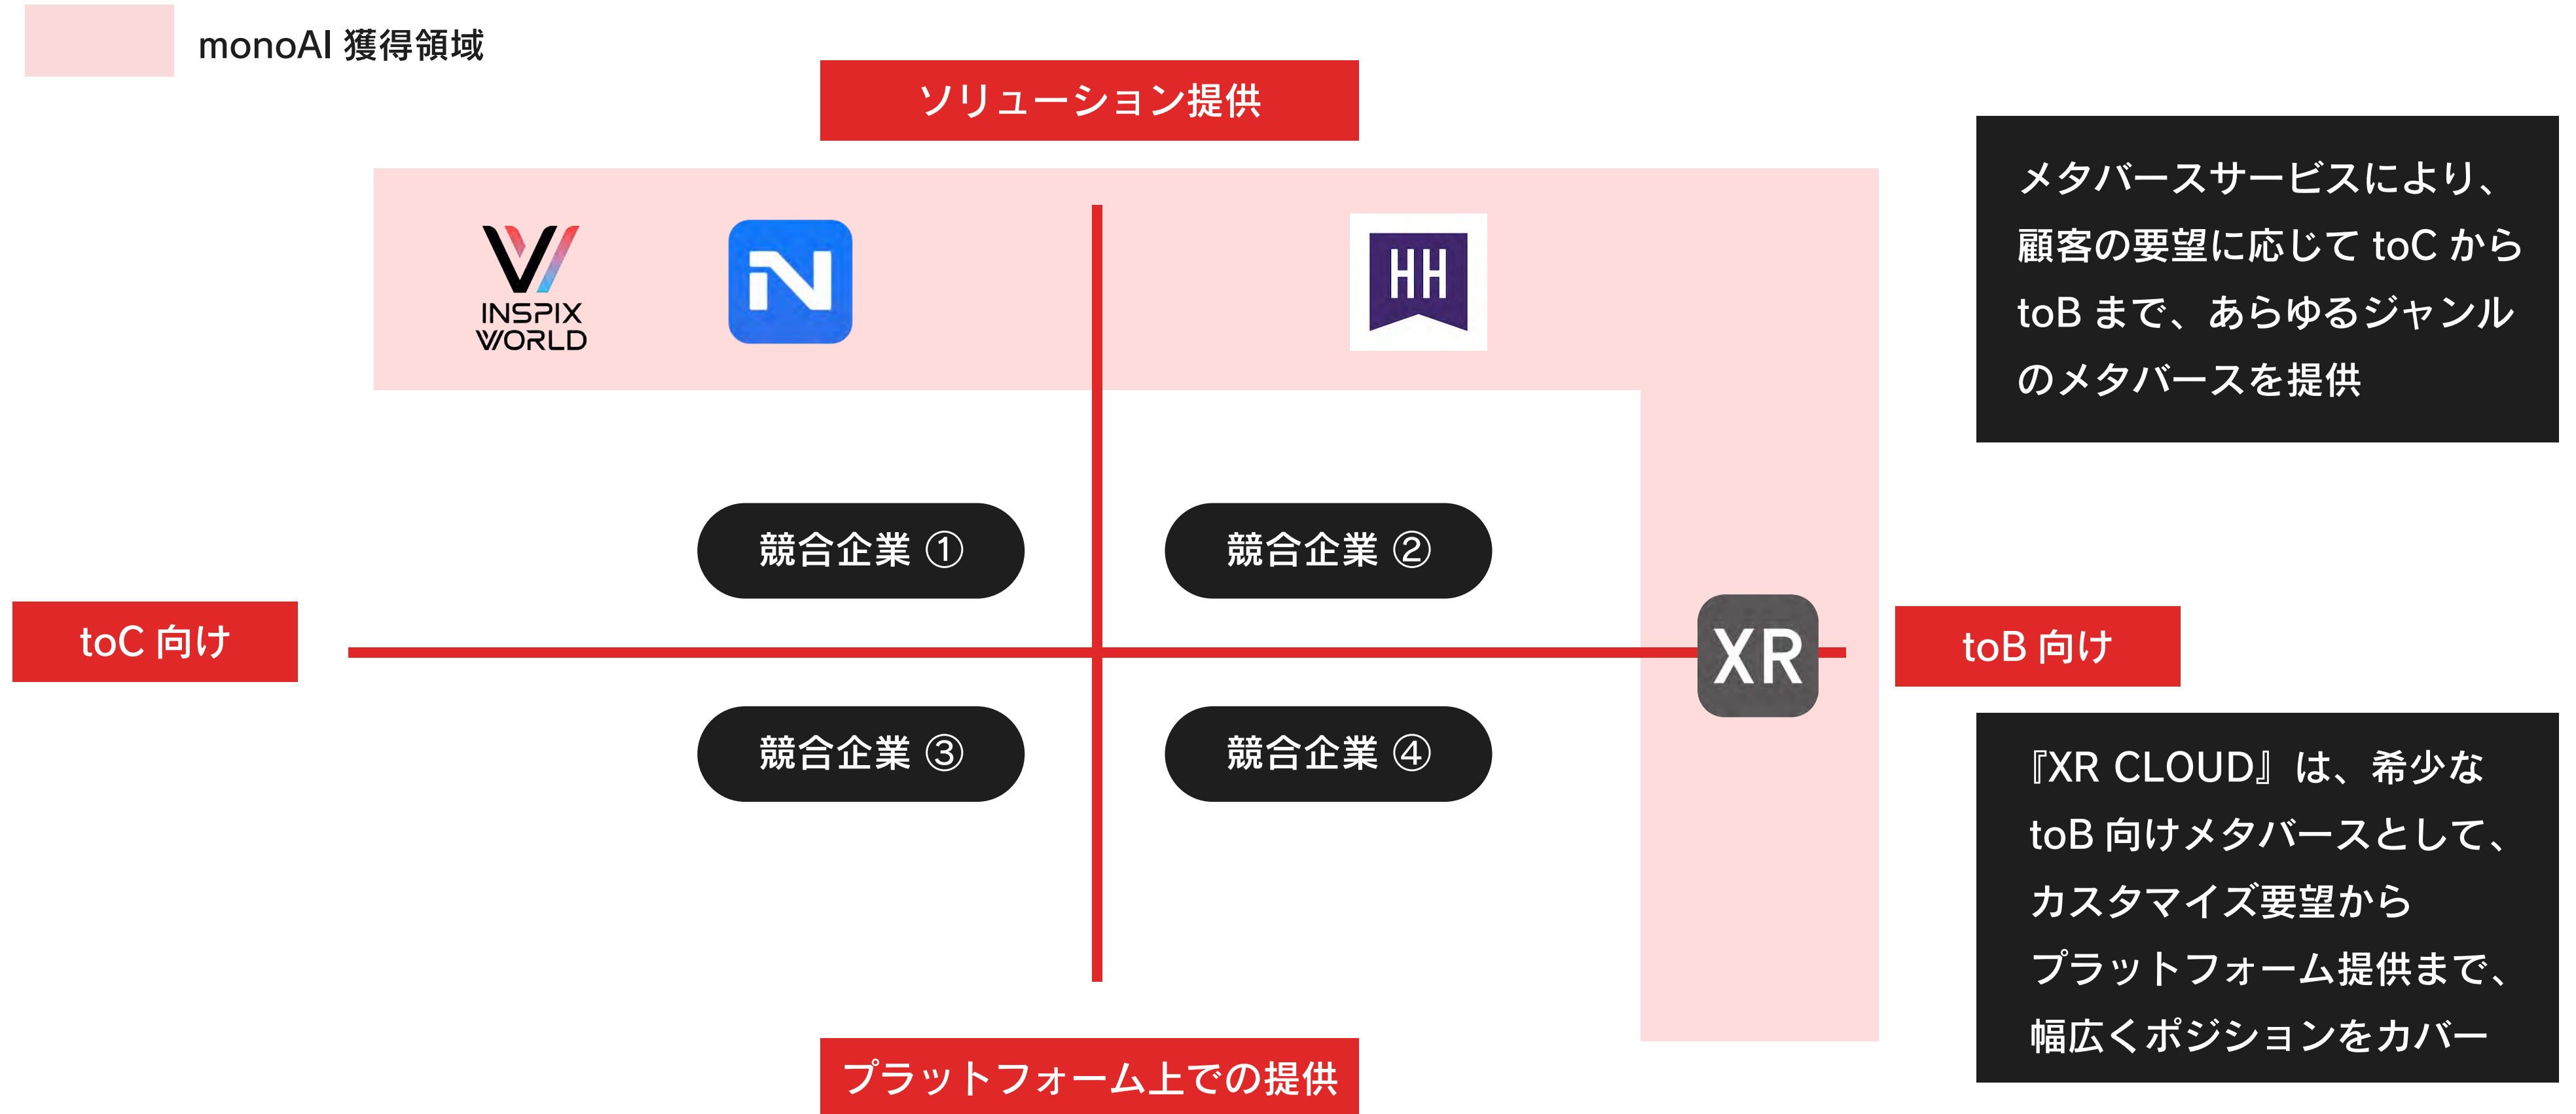 monoAI 獲得領域
ソリューション提供
INSPIX
WORLD
N
HH
メタバースサービスにより、
顧客の要望に応じて toC から
toB まで、あらゆるジャンル
のメタバースを提供
競合企業 ①
競合企業 ②
toC 向け
XR
toB 向け
競合企業 ③
競合企業 ④
『XR CLOUD』は、希少な
toB 向けメタバースとして、
カスタマイズ要望から
プラットフォーム提供まで、
幅広くポジションをカバー
プラットフォーム上での提供